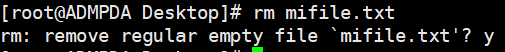 [root@ADMPDA Desktop]# rm mifile.txt
rm: remove regular empty file `mifile.txt'? y